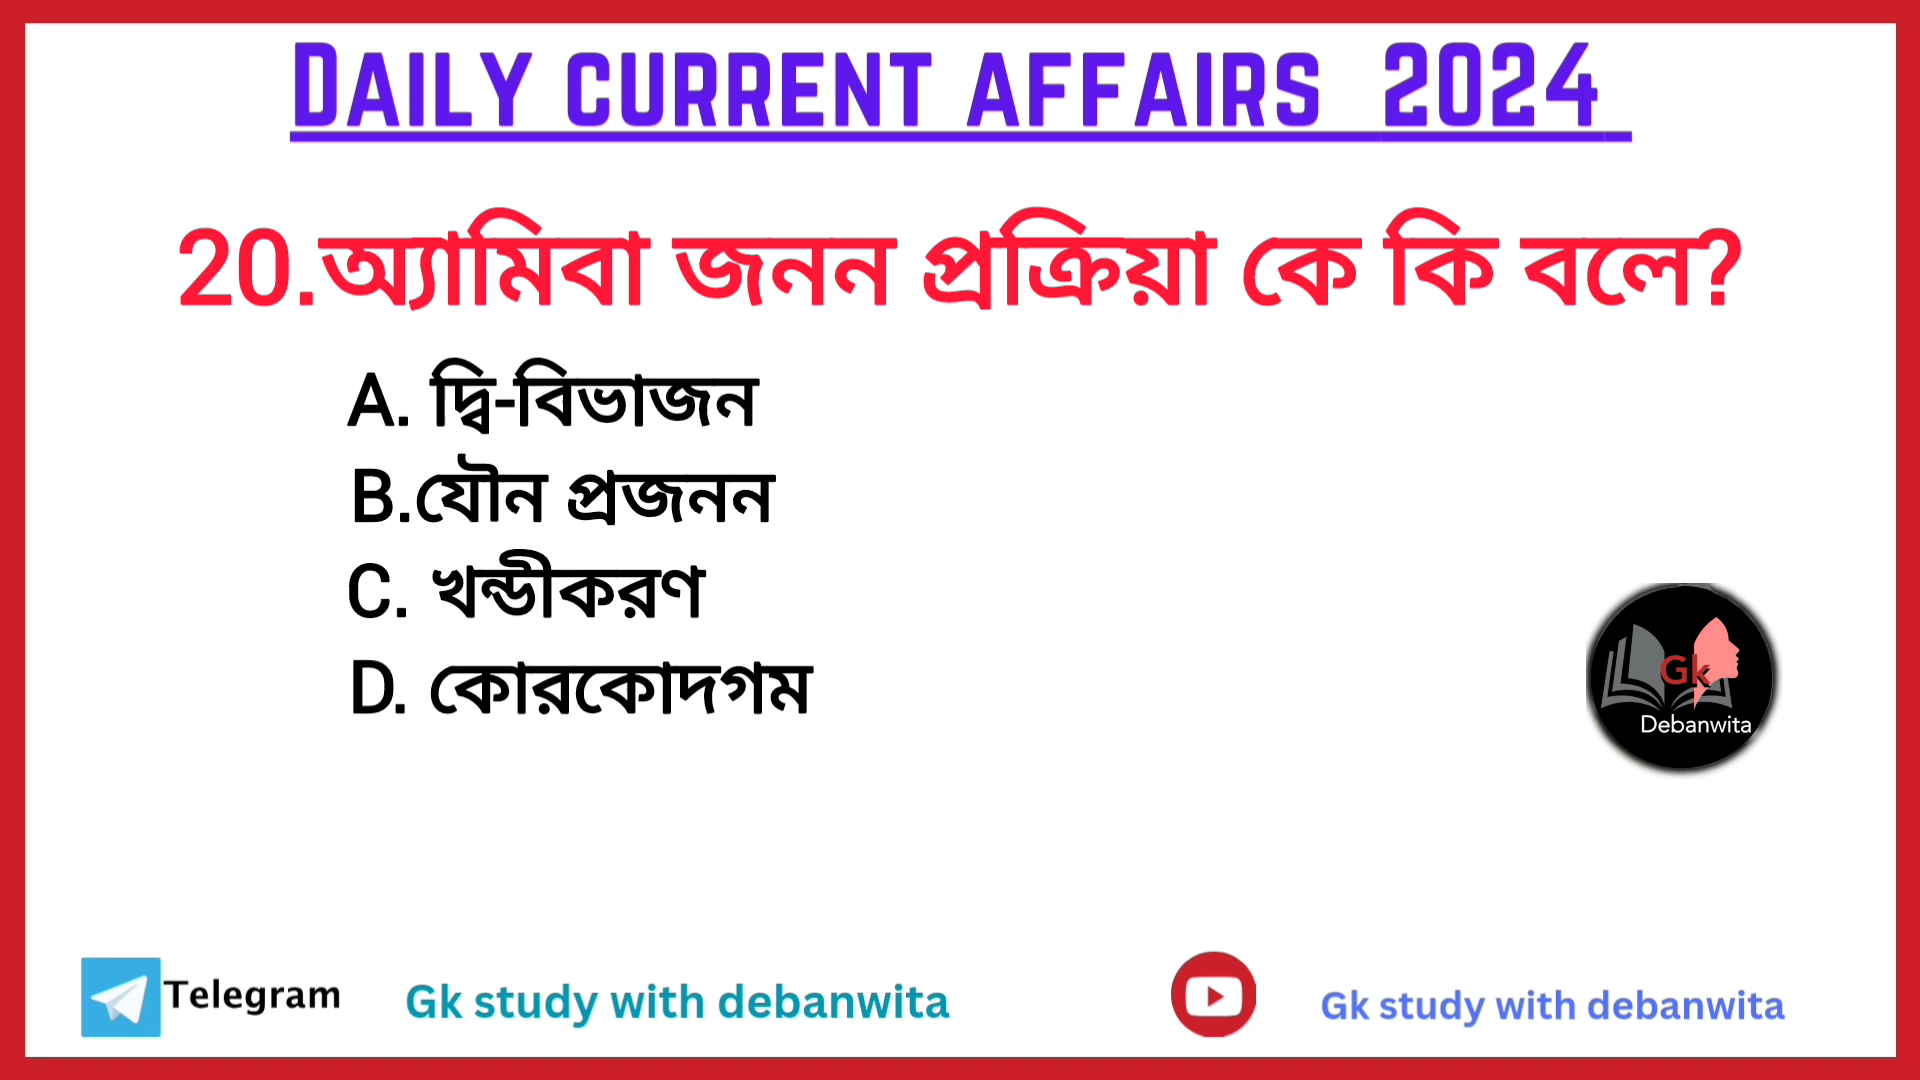 DAILY CURRENT AFFAIRS 2024
20.অ্যামিবা জনন প্রক্রিয়া কে কি বলে?
A. দ্বি-বিভাজন
B.যৌন প্রজনন
C. খন্ডীকরণ
D. কোরকোদগম
Gk
Debanwita
Telegram
Gk study with debanwita
Gk study with debanwita